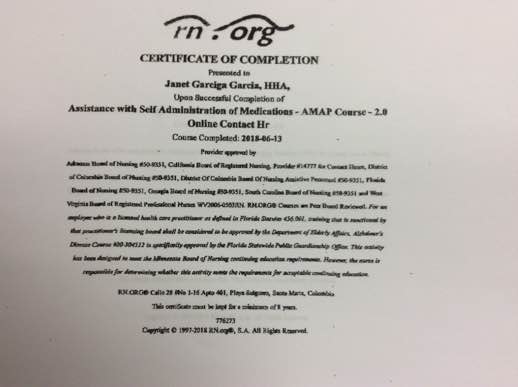 rn.org
CERTIFICATE OF COMPLETION
Presented to
Janet Garciga Garcia, HHA,
Upon Successful Completion of
Assistance with Self Administration of Medications - AMAP Course - 2.0
Online Contact Hr
Course Completed: 2018-06-13
Provider approved by
Arkansas Board of Nursing #50-9351, California Board of Registered Nursing, Provider #14777 for Contact Hours, District
of Columbia Board of Nursing #50-9351, District Of Columbia Board Of Nursing Assistive Personnel #50-9351, Florida
Board of Nursing #50-9351, Georgia Board of Nursing #50-9351, South Carolina Board of Nursing #50-9351 and West
Virginia Board of Registered Professional Nurses WV2006-0503RN. RN.ORG® Courses are Peer Board Reviewed. For an
employee who is a licensed health care practitioner as defined in Florida Statutes 456.001, training that is sanctioned by
that practitioner's licensing board shall be considered to be approved by the Department of Elderly Affairs. Alzheimer's
Disease Course 400-304512 is specifically approved by the Florida Statewide Public Guardianship Office. This activity
has been designed to meet the Minnesota Board of Nursing continuing education requirements. However, the nurse is
responsible for determining whether this activity meets the requirements for acceptable continuing education.
RN.ORG® Calle 28 #No 1-16 Apto 401, Playa Salguero, Santa Marta, Colombia
This certificate must be kept for a minimum of 8 years.
776273
Copyright © 1997-2018 RN.org®, S.A. All Rights Reserved.